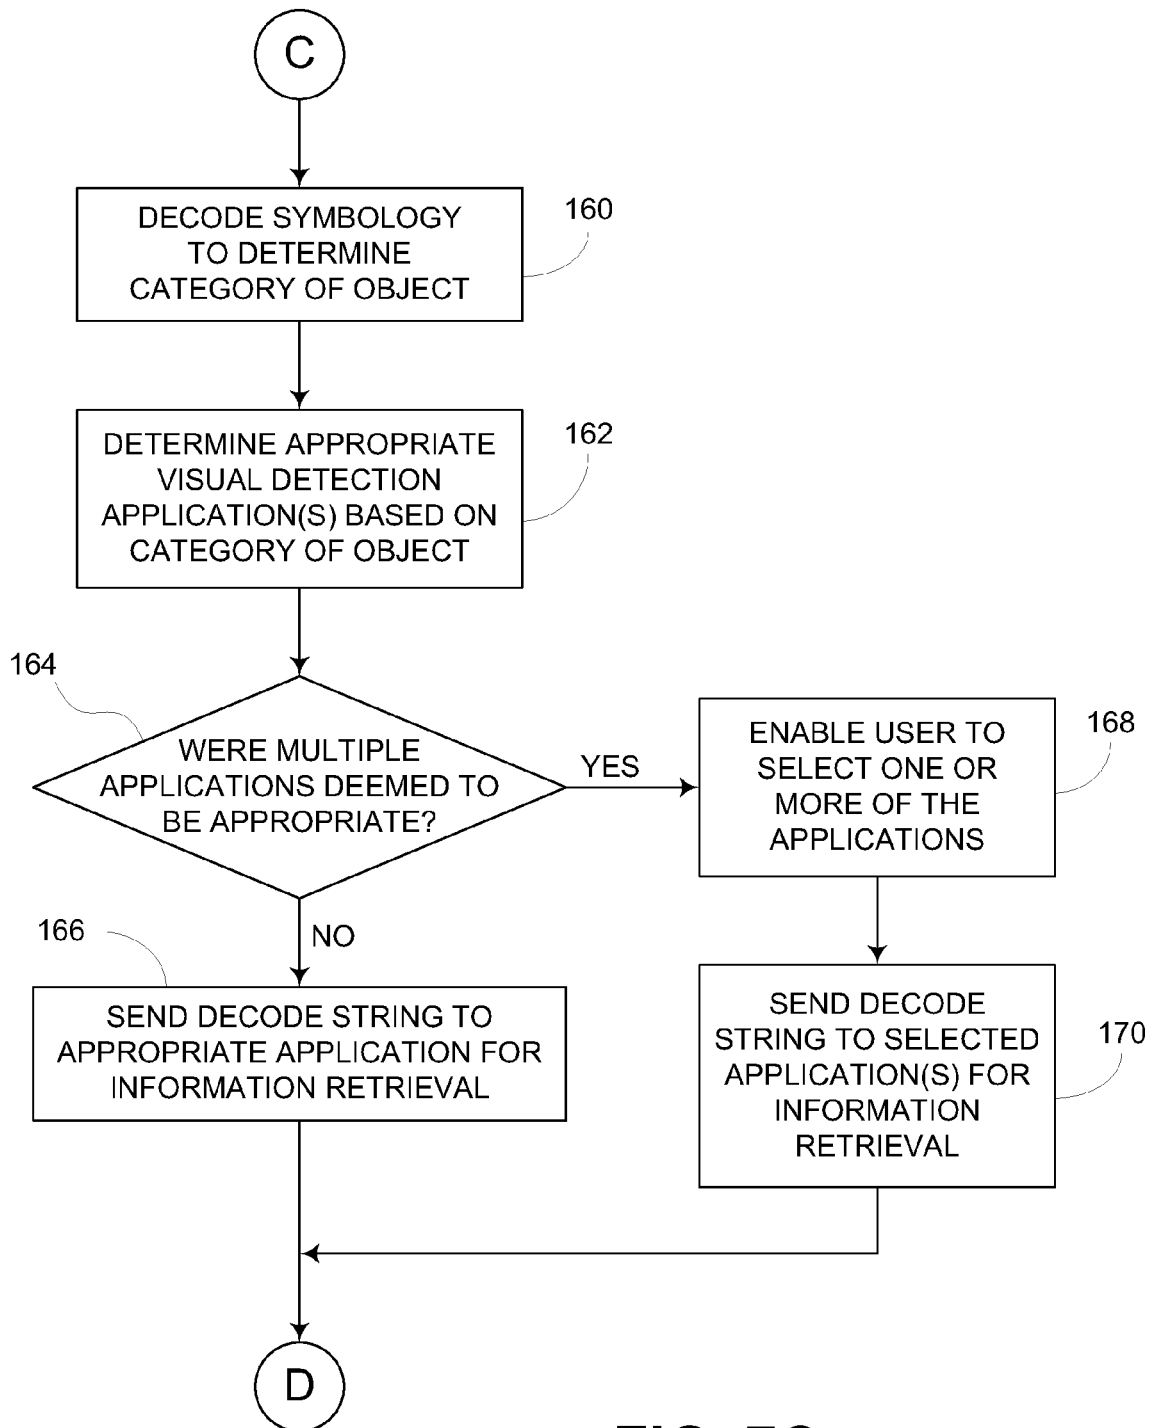 C
DECODE SYMBOLOGY
TO DETERMINE
CATEGORY OF OBJECT
160
DETERMINE APPROPRIATE
VISUAL DETECTION
APPLICATION(S) BASED ON
CATEGORY OF OBJECT
162
164
WERE MULTIPLE
APPLICATIONS DEEMED TO
BE APPROPRIATE?
YES
ENABLE USER TO
SELECT ONE OR
MORE OF THE
APPLICATIONS
168
NO
166
SEND DECODE STRING TO
APPROPRIATE APPLICATION FOR
INFORMATION RETRIEVAL
SEND DECODE
STRING TO SELECTED
APPLICATION(S) FOR
INFORMATION
RETRIEVAL
170
D